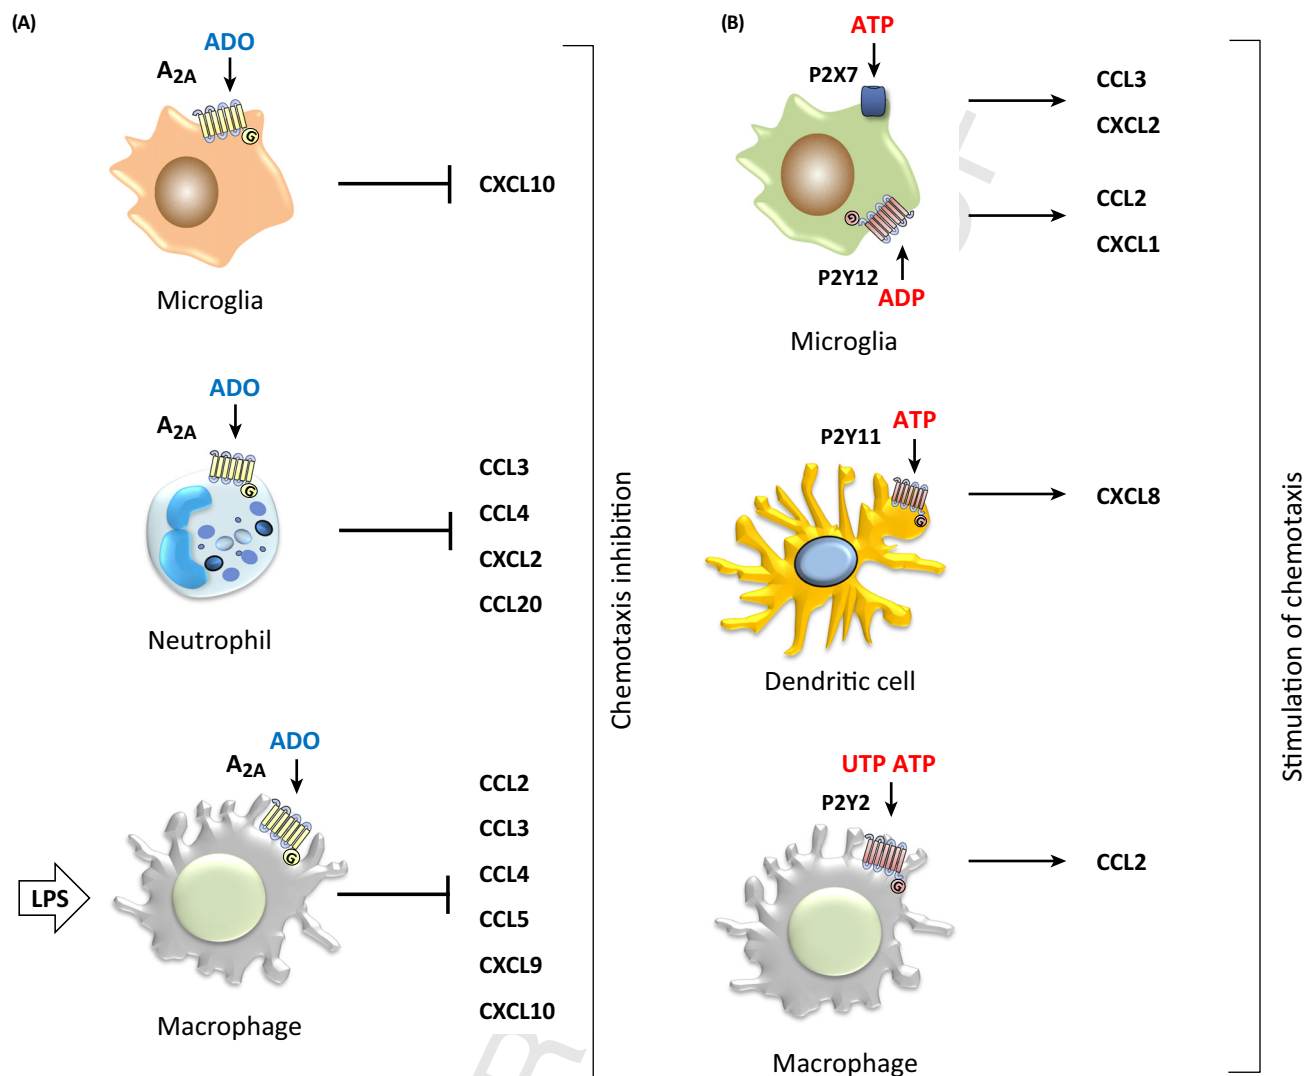 (A)
ADO
A2A
G
CXCL10
Microglia
ADO
A2A
G
CCL3
CCL4
CXCL2
CCL20
Neutrophil
ADO
A2A
G
LPS
CCL2
CCL3
CCL4
CCL5
CXCL9
CXCL10
Macrophage
Chemotaxis inhibition
(B)
ATP
P2X7
CCL3
CXCL2
G
CCL2
CXCL1
P2Y12
ADP
Microglia
ATP
P2Y11
G
CXCL8
Dendritic cell
UTP ATP
P2Y2
G
CCL2
Macrophage
Stimulation of chemotaxis